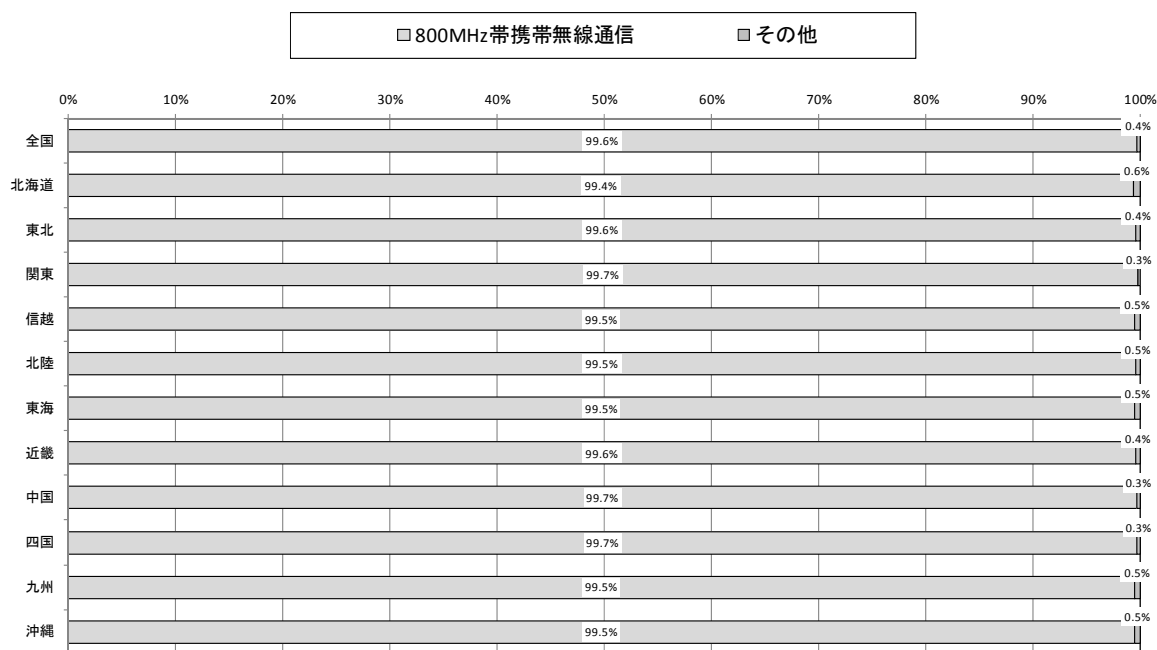 800MHz帯携帯無線通信 その他
0% 10% 20% 30% 40% 50% 60% 70% 80% 90% 100%
全国 99.6% 0.4%
北海道 99.4% 0.6%
東北 99.6% 0.4%
関東 99.7% 0.3%
信越 99.5% 0.5%
北陸 99.5% 0.5%
東海 99.5% 0.5%
近畿 99.6% 0.4%
中国 99.7% 0.3%
四国 99.7% 0.3%
九州 99.5% 0.5%
沖縄 99.5% 0.5%